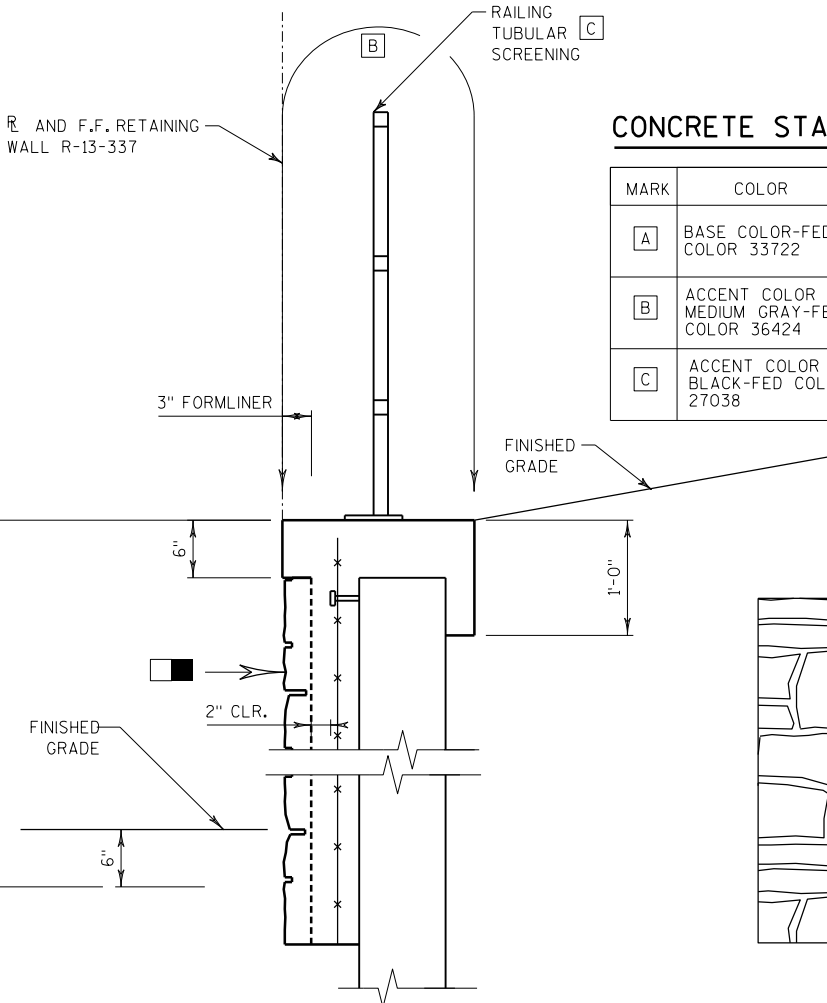 RAILING
TUBULAR C
SCREENING
B
R AND F.F. RETAINING
WALL R-13-337
CONCRETE STA
MARK COLOR
A BASE COLOR-FED
COLOR 33722
B ACCENT COLOR
MEDIUM GRAY-FE
COLOR 36424
C ACCENT COLOR
BLACK-FED COL
27038
3" FORMLINER
FINISHED
GRADE
6"
1'-0"
2" CLR.
FINISHED
GRADE
6"